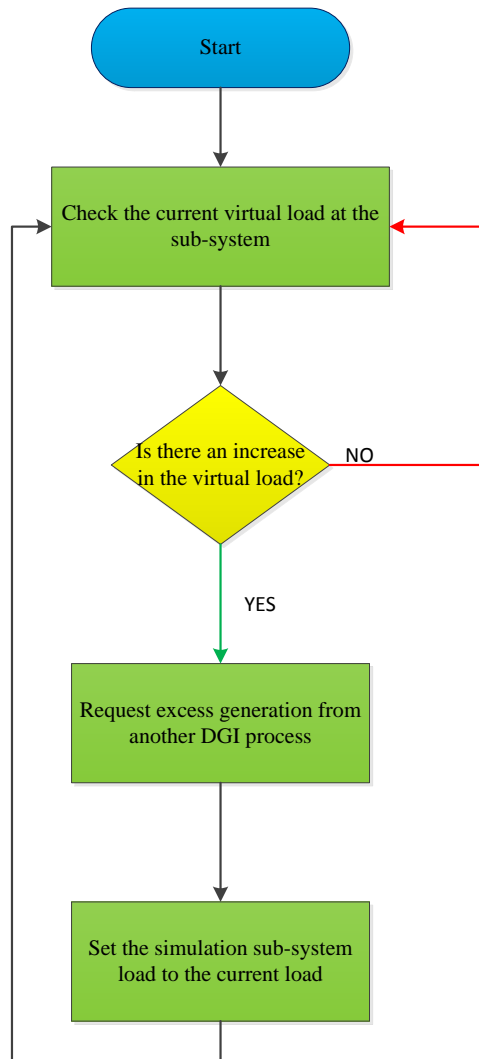 Start
Check the current virtual load at the
sub-system
Is there an increase
in the virtual load?
NO
YES
Request excess generation from
another DGI process
Set the simulation sub-system
load to the current load